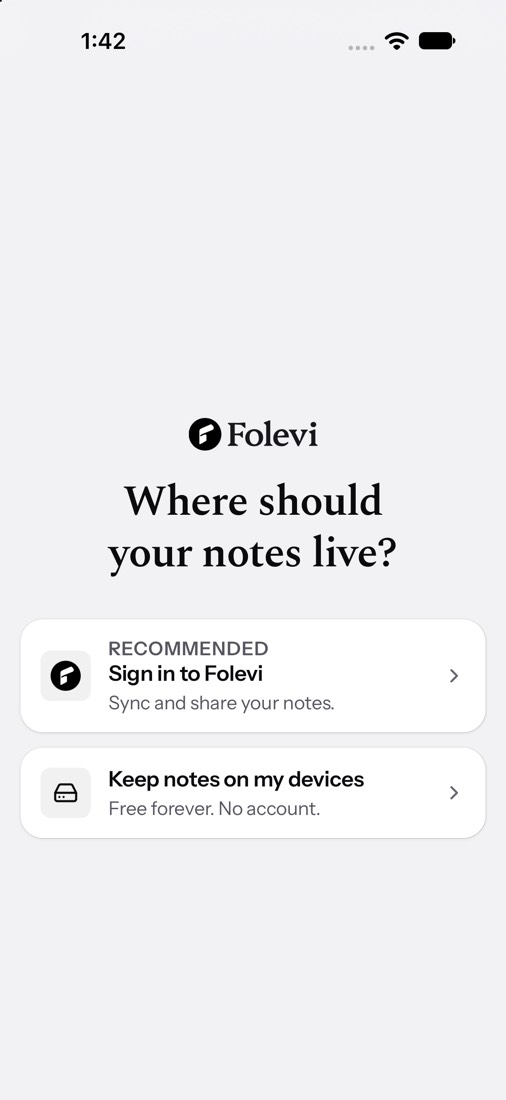 1:42
Folevi
Where should
your notes live?
RECOMMENDED
Sign in to Folevi
Sync and share your notes.
Keep notes on my devices
Free forever. No account.